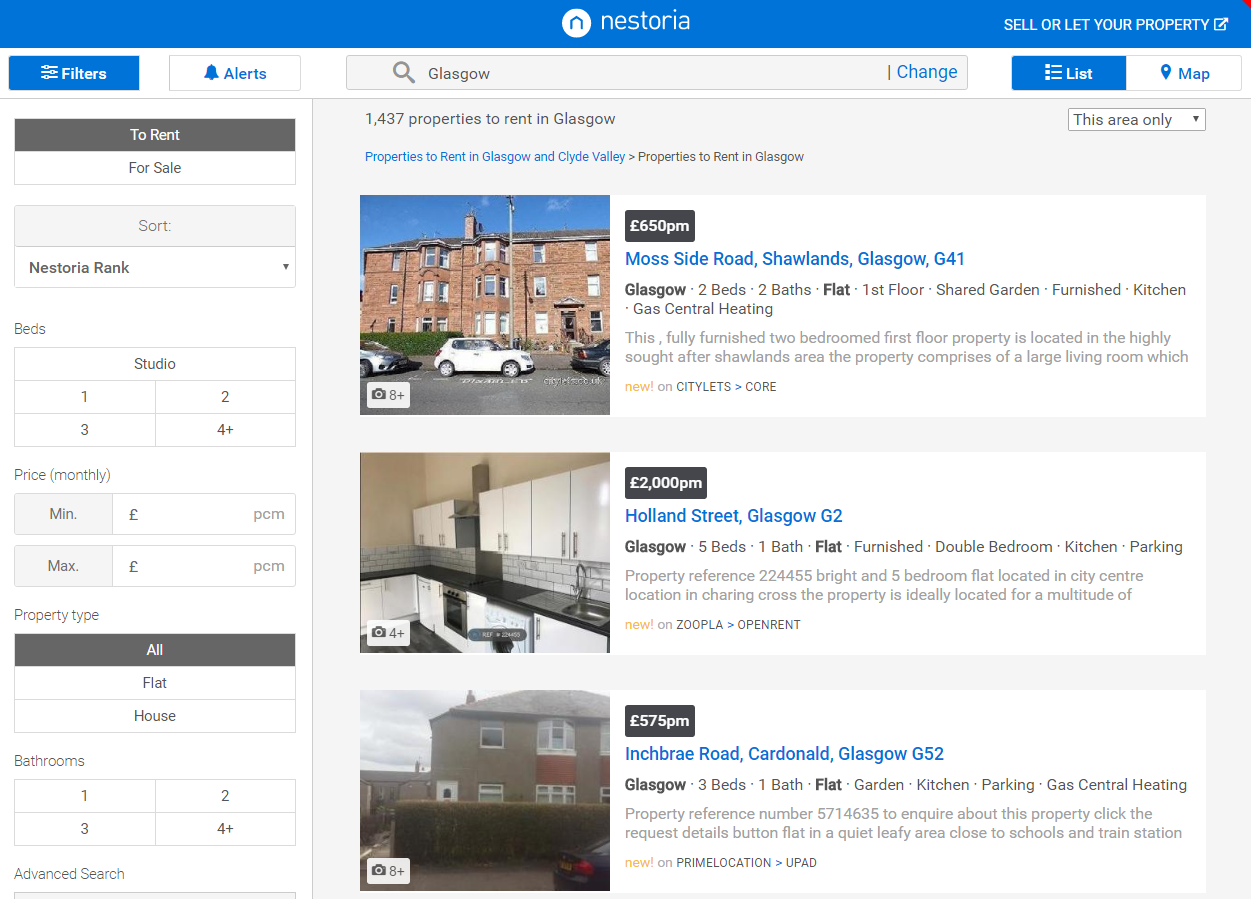 nestoria
SELL OR LET YOUR PROPERTY
Filters
Alerts
Glasgow
| Change
List
Map
To Rent
For Sale
Sort:
Nestoria Rank
Beds
Studio
1
2
3
4+
Price (monthly)
Min.
£
pcm
Max.
£
pcm
Property type
All
Flat
House
Bathrooms
1
2
3
4+
Advanced Search
1,437 properties to rent in Glasgow
This area only
Properties to Rent in Glasgow and Clyde Valley > Properties to Rent in Glasgow
citylets.co.uk
8+
£650pm
Moss Side Road, Shawlands, Glasgow, G41
Glasgow · 2 Beds · 2 Baths · Flat · 1st Floor · Shared Garden · Furnished · Kitchen
· Gas Central Heating
This , fully furnished two bedroomed first floor property is located in the highly
sought after shawlands area the property comprises of a large living room which
new! on CITYLETS > CORE
REF # 224455
4+
£2,000pm
Holland Street, Glasgow G2
Glasgow · 5 Beds · 1 Bath · Flat · Furnished · Double Bedroom · Kitchen · Parking
Property reference 224455 bright and 5 bedroom flat located in city centre
location in charing cross the property is ideally located for a multitude of
new! on ZOOPLA > OPENRENT
8+
£575pm
Inchbrae Road, Cardonald, Glasgow G52
Glasgow · 3 Beds · 1 Bath · Flat · Garden · Kitchen · Parking · Gas Central Heating
Property reference number 5714635 to enquire about this property click the
request details button flat in a quiet leafy area close to schools and train station
new! on PRIMELOCATION > UPAD